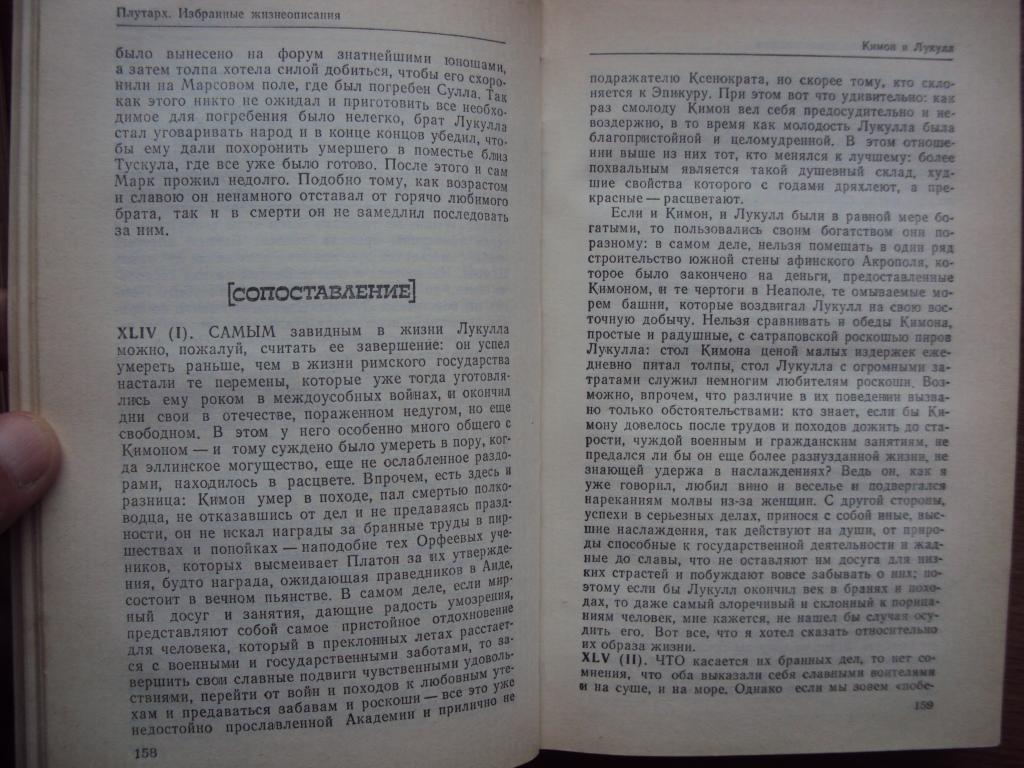 Плутарх. Избранные жизнеописания
было вынесено на форум знатнейшими юношами,
а затем толпа хотела силой добиться, чтобы его схоро-
нили на Марсовом поле, где был погребен Сулла. Так
как этого никто не ожидал и приготовить все необхо-
димое для погребения было нелегко, брат Лукулла
стал уговаривать народ и в конце концов убедил, что-
бы ему дали похоронить умершего в поместье близ
Тускула, где все уже было готово. После этого и сам
Марк прожил недолго. Подобно тому, как возрастом
и славою он ненамного отставал от горячо любимого
брата, так и в смерти он не замедлил последовать
за ним.
[СОПОСТАВЛЕНИЕ]
XLIV (I). САМЫМ завидным в жизни Лукулла
можно, пожалуй, считать ее завершение: он успел
умереть раньше, чем в жизни римского государства
настали те перемены, которые уже тогда уготовля-
лись ему роком в междоусобных войнах, и окончил
дни свои в отечестве, пораженном недугом, но еще
свободном. В этом у него особенно много общего с
Кимоном — и тому суждено было умереть в пору, ког-
да эллинское могущество, еще не ослабленное раздо-
рами, находилось в расцвете. Впрочем, есть здесь и
разница: Кимон умер в походе, пал смертью полко-
водца, не отказавшись от дел и не предаваясь празд-
ности, он не искал награды за бранные труды в пир-
шествах и попойках — наподобие тех Орфеевых уче-
ников, которых высмеивает Платон за их утвержде-
ния, будто награда, ожидающая праведников в Аиде,
состоит в вечном пьянстве. В самом деле, если мир-
ный досуг и занятия, дающие радость умозрения,
представляют собой самое пристойное отдохновение
для человека, который в преклонных летах расстает-
ся с военными и государственными заботами, то за-
вершить свои славные подвиги чувственными удоволь-
ствиями, перейти от войн и походов к любовным уте-
хам и предаваться забавам и роскоши — все это уже
недостойно прославленной Академии и прилично не
158
Кимон и Лукулл
подражателю Ксенократа, но скорее тому, кто скло-
няется к Эпикуру. При этом вот что удивительно: как
раз смолоду Кимон вел себя предосудительно и не-
воздержно, в то время как молодость Лукулла была
благопристойной и целомудренной. В этом отноше-
нии выше из них тот, кто менялся к лучшему: более
похвальным является такой душевный склад, худ-
шие свойства которого с годами дряхлеют, а пре-
красные — расцветают.
Если и Кимон, и Лукулл были в равной мере бо-
гатыми, то пользовались своим богатством они по-
разному: в самом деле, нельзя помещать в один ряд
строительство южной стены афинского Акрополя, ко-
торое было закончено на деньги, предоставленные
Кимоном, и те чертоги в Неаполе, те омываемые мо-
рем башни, которые воздвигал Лукулл на свою вос-
точную добычу. Нельзя сравнивать и обеды Кимона,
простые и радушные, с сатраповской роскошью пиров
Лукулла: стол Кимона ценой малых издержек еже-
дневно питал толпы, стол Лукулла с огромными за-
тратами служил немногим любителям роскоши. Воз-
можно, впрочем, что различие в их поведении вызва-
но только обстоятельствами: кто знает, если бы Ки-
мону довелось после трудов и походов дожить до ста-
рости, чуждой военным и гражданским занятиям, не
предался ли бы он еще более разнузданной жизни, не
знающей удержа в наслаждениях? Ведь он, как я
уже говорил, любил вино и веселье и подвергался
нареканиям молвы из-за женщин. С другой стороны,
успехи в серьезных делах, принося с собой иные, выс-
шие наслаждения, так действуют на души, от приро-
ды способные к государственной деятельности и жад-
ные до славы, что не оставляют им досуга для низ-
ких страстей и побуждают вовсе забывать о них; по-
этому если бы Лукулл окончил век в бранях и похо-
дах, то даже самый злоречивый и склонный к порица-
ниям человек, мне кажется, не нашел бы случая осу-
дить его. Вот все, что я хотел сказать относительно
их образа жизни.
XLV (II). ЧТО касается их бранных дел, то нет со-
мнения, что оба выказали себя славными воителями
и на суше, и на море. Однако если мы зовем «побе-
159